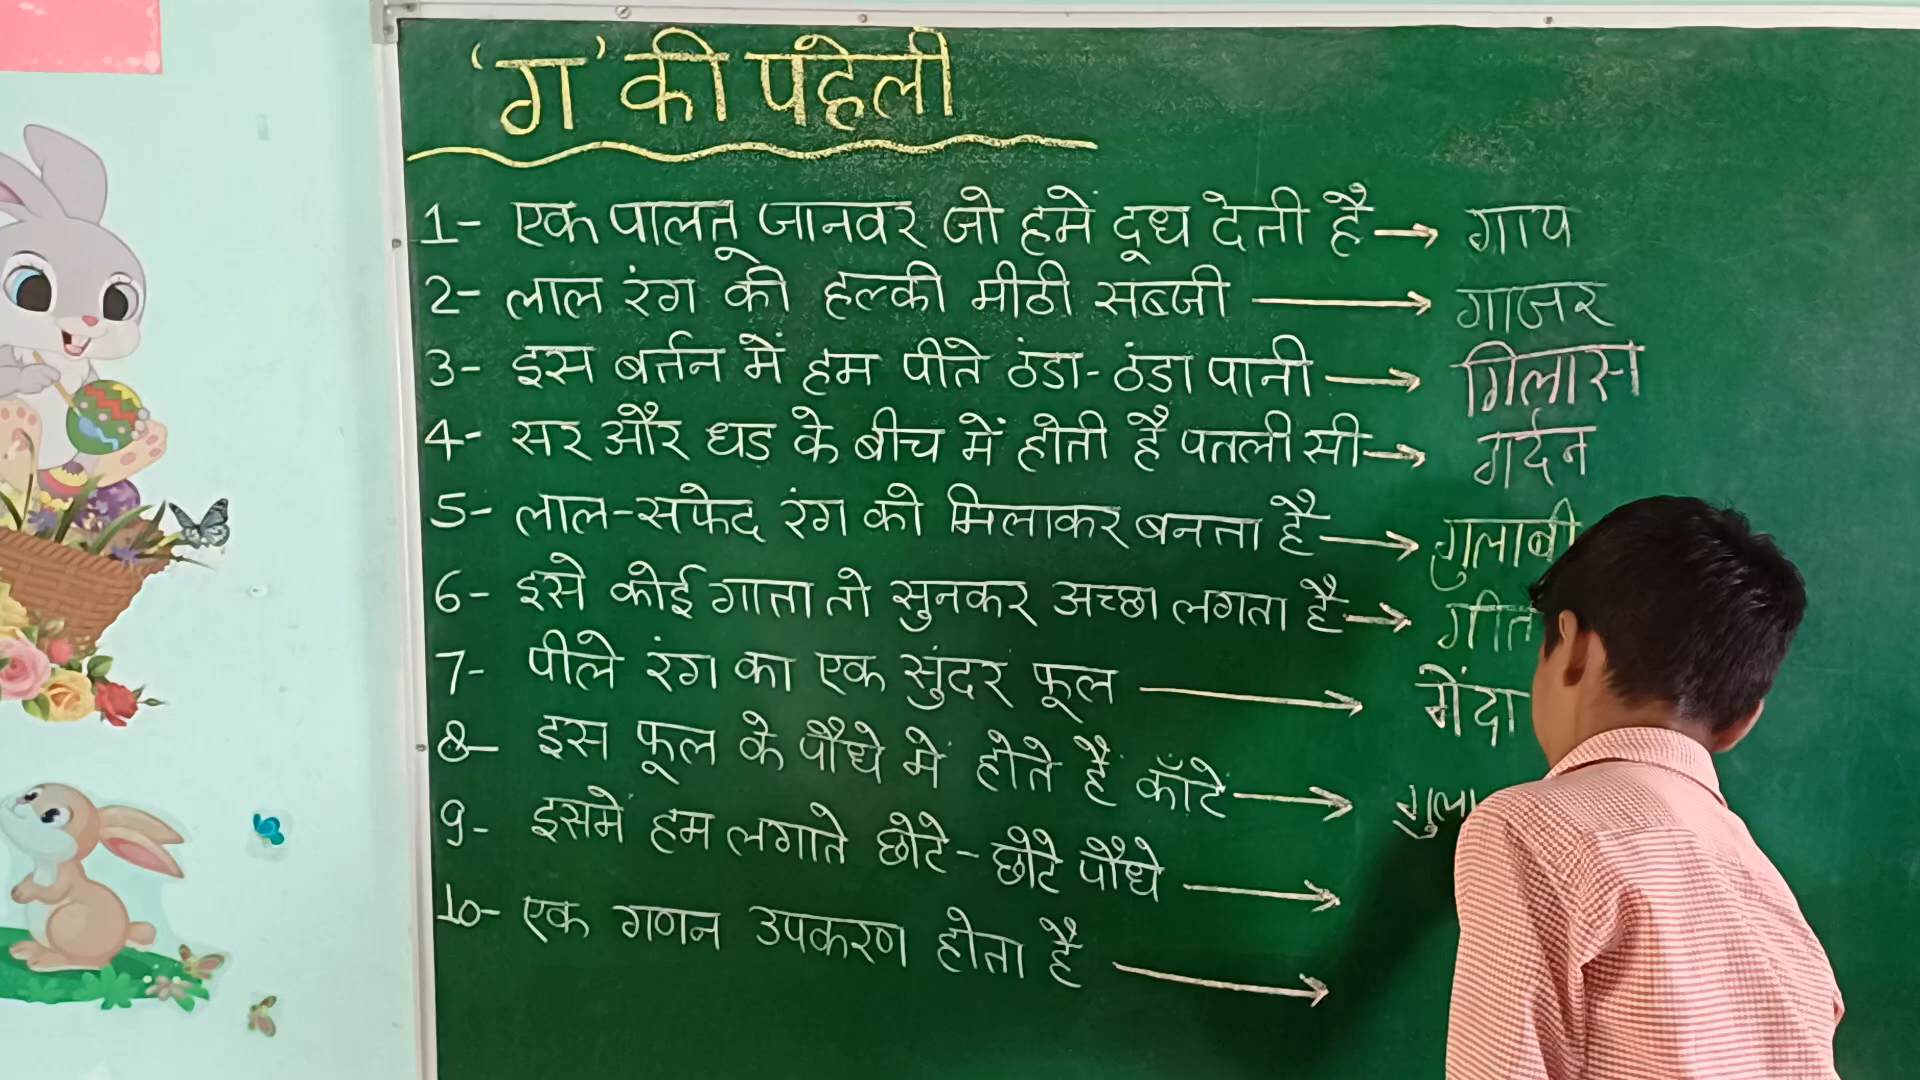 'ग' की पहेली
1- एक पालतू जानवर जो हमें दूध देती है → गाय
2- लाल रंग की हल्की मीठी सब्जी → गाजर
3- इस बर्तन में हम पीते ठंडा-ठंडा पानी → गिलास
4- सर और धड के बीच में होती है पतली सी → गर्दन
5- लाल-सफेद रंग को मिलाकर बनता है → गुलाबी
6- इसे कोई गाता तो सुनकर अच्छा लगता है → गीत
7- पीले रंग का एक सुंदर फूल → गेंदा
8- इस फूल के पौधे में होते हैं काँटे →
9- इसमें हम लगाते छोटे-छोटे पौधे →
10- एक गणन उपकरण होता है →